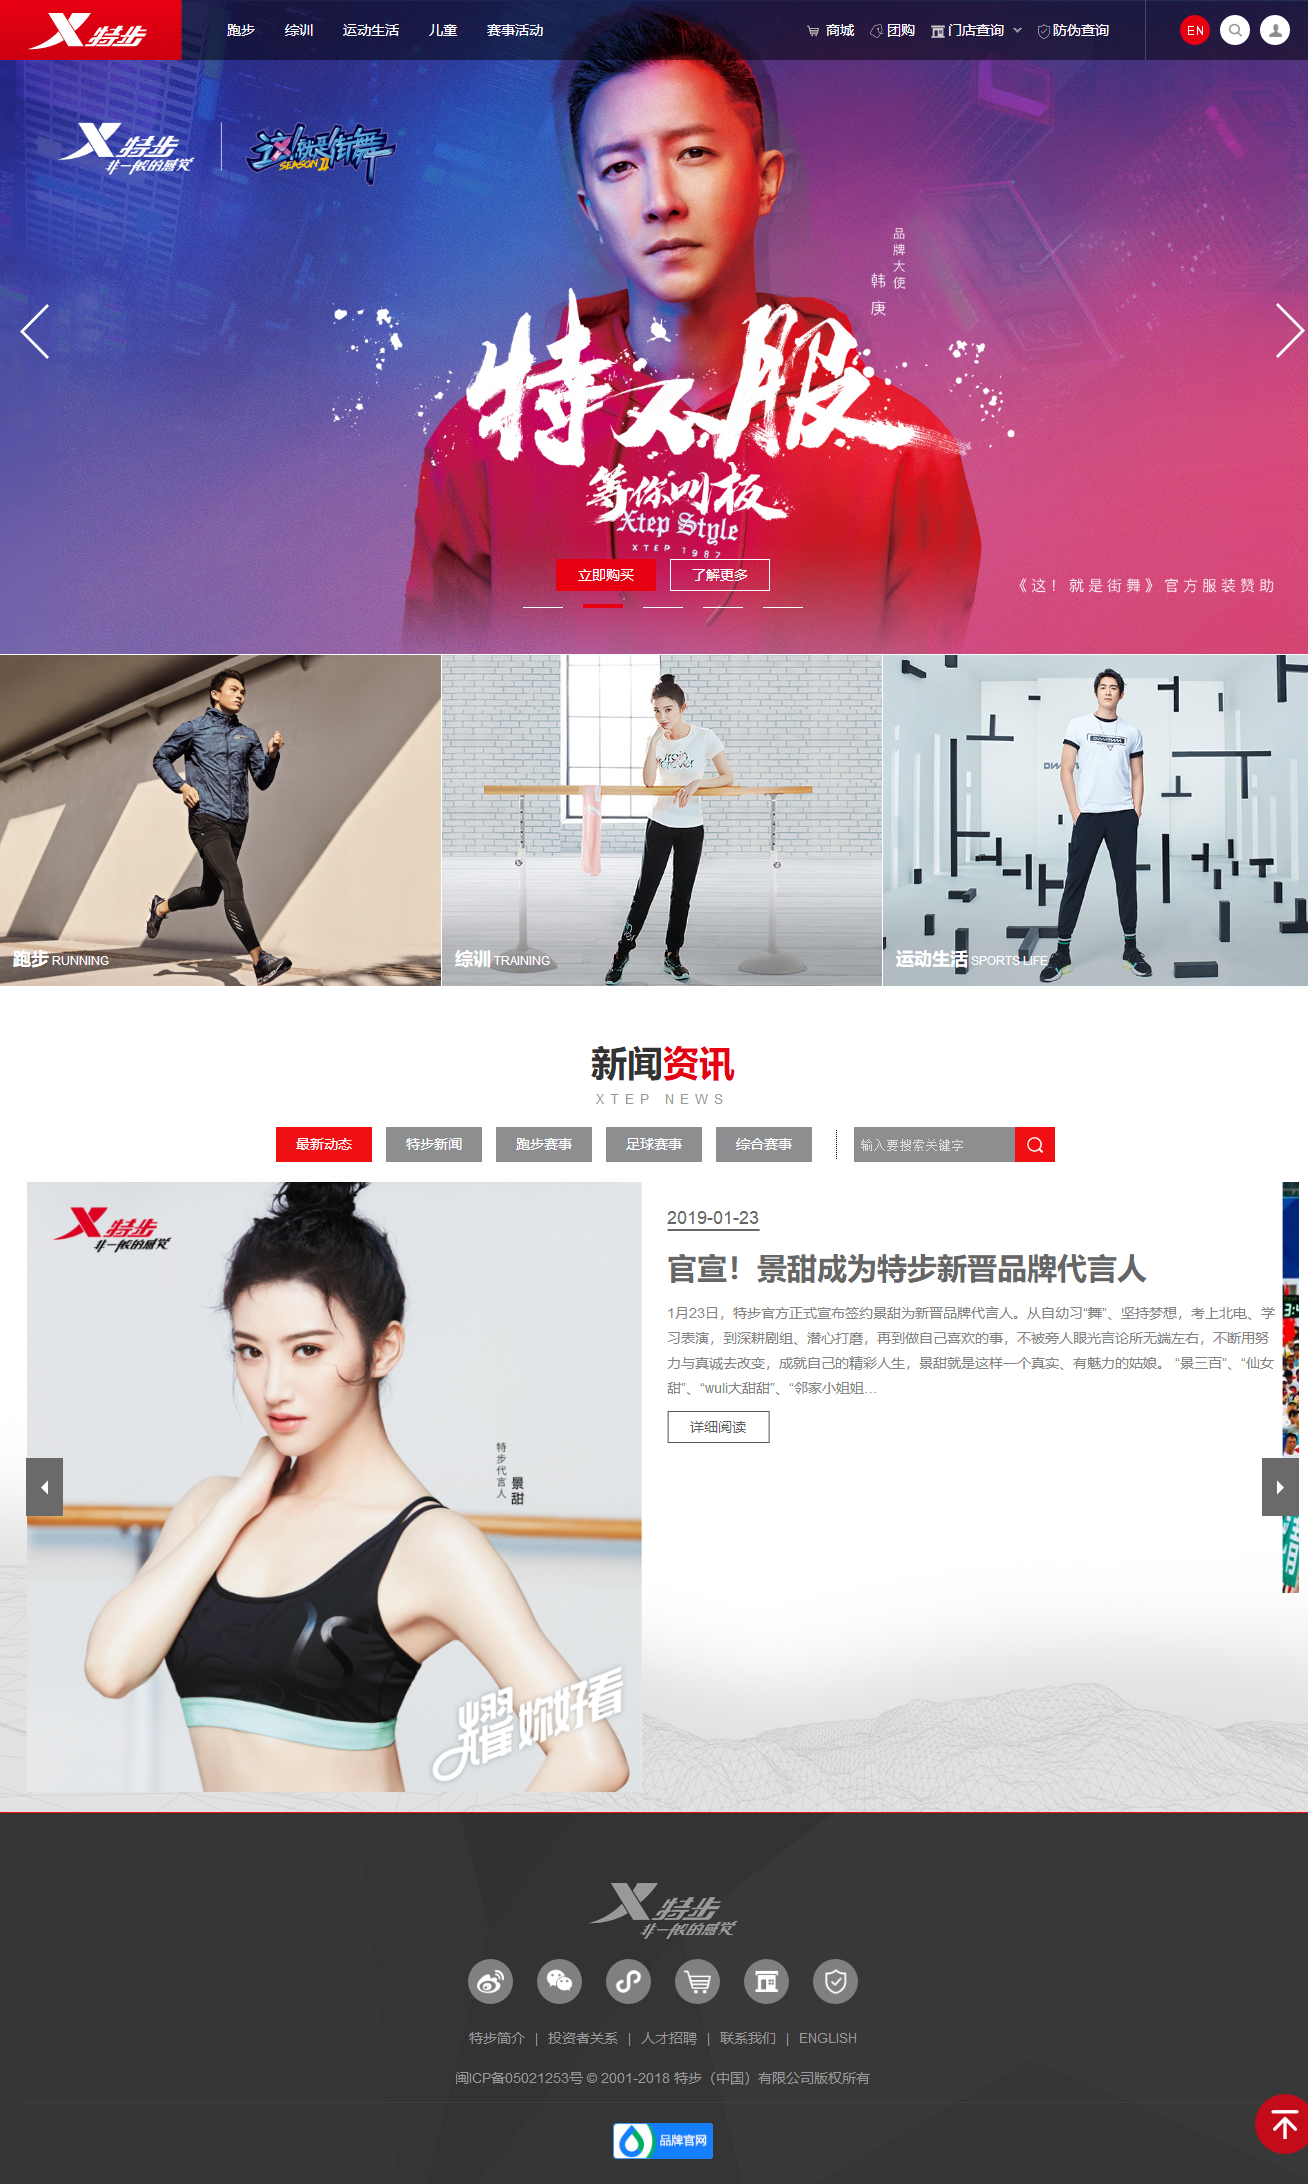 特步
跑步 综训 运动生活 儿童 赛事活动
商城 团购 门店查询 防伪查询
EN
特步
非一般的感觉
这!就是街舞
SEASON II
品牌大使
韩庚
特不服
等你叫板
Xtep Style
XTEP 1987
立即购买 了解更多
《这！就是街舞》官方服装赞助
跑步 RUNNING
综训 TRAINING
运动生活 SPORTS LIFE
新闻资讯
XTEP NEWS
最新动态 特步新闻 跑步赛事 足球赛事 综合赛事 输入要搜索关键字
特步
非一般的感觉
特步代言人
景甜
耀妳好看
2019-01-23
官宣！景甜成为特步新晋品牌代言人
1月23日，特步官方正式宣布签约景甜为新晋品牌代言人。从自幼习“舞”、坚持梦想，考上北电、学
习表演，到深耕剧组、潜心打磨，再到做自己喜欢的事，不被旁人眼光言论所无端左右，不断用努
力与真诚去改变，成就自己的精彩人生，景甜就是这样一个真实、有魅力的姑娘。 “景三百”、“仙女
甜”、“wuli大甜甜”、“邻家小姐姐…
详细阅读
特步
非一般的感觉
特步简介 | 投资者关系 | 人才招聘 | 联系我们 | ENGLISH
闽ICP备05021253号 © 2001-2018 特步（中国）有限公司版权所有
品牌官网